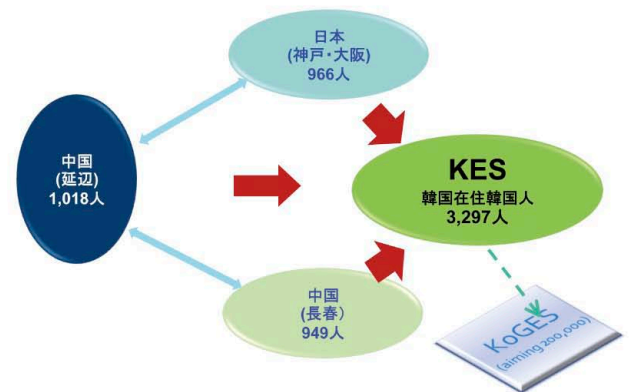 日本
(神戸・大阪)
966人
中国
(延辺)
1,018人
KES
韓国在住韓国人
3,297人
中国
(長春)
949人
KoGES
(aiming 200,000)